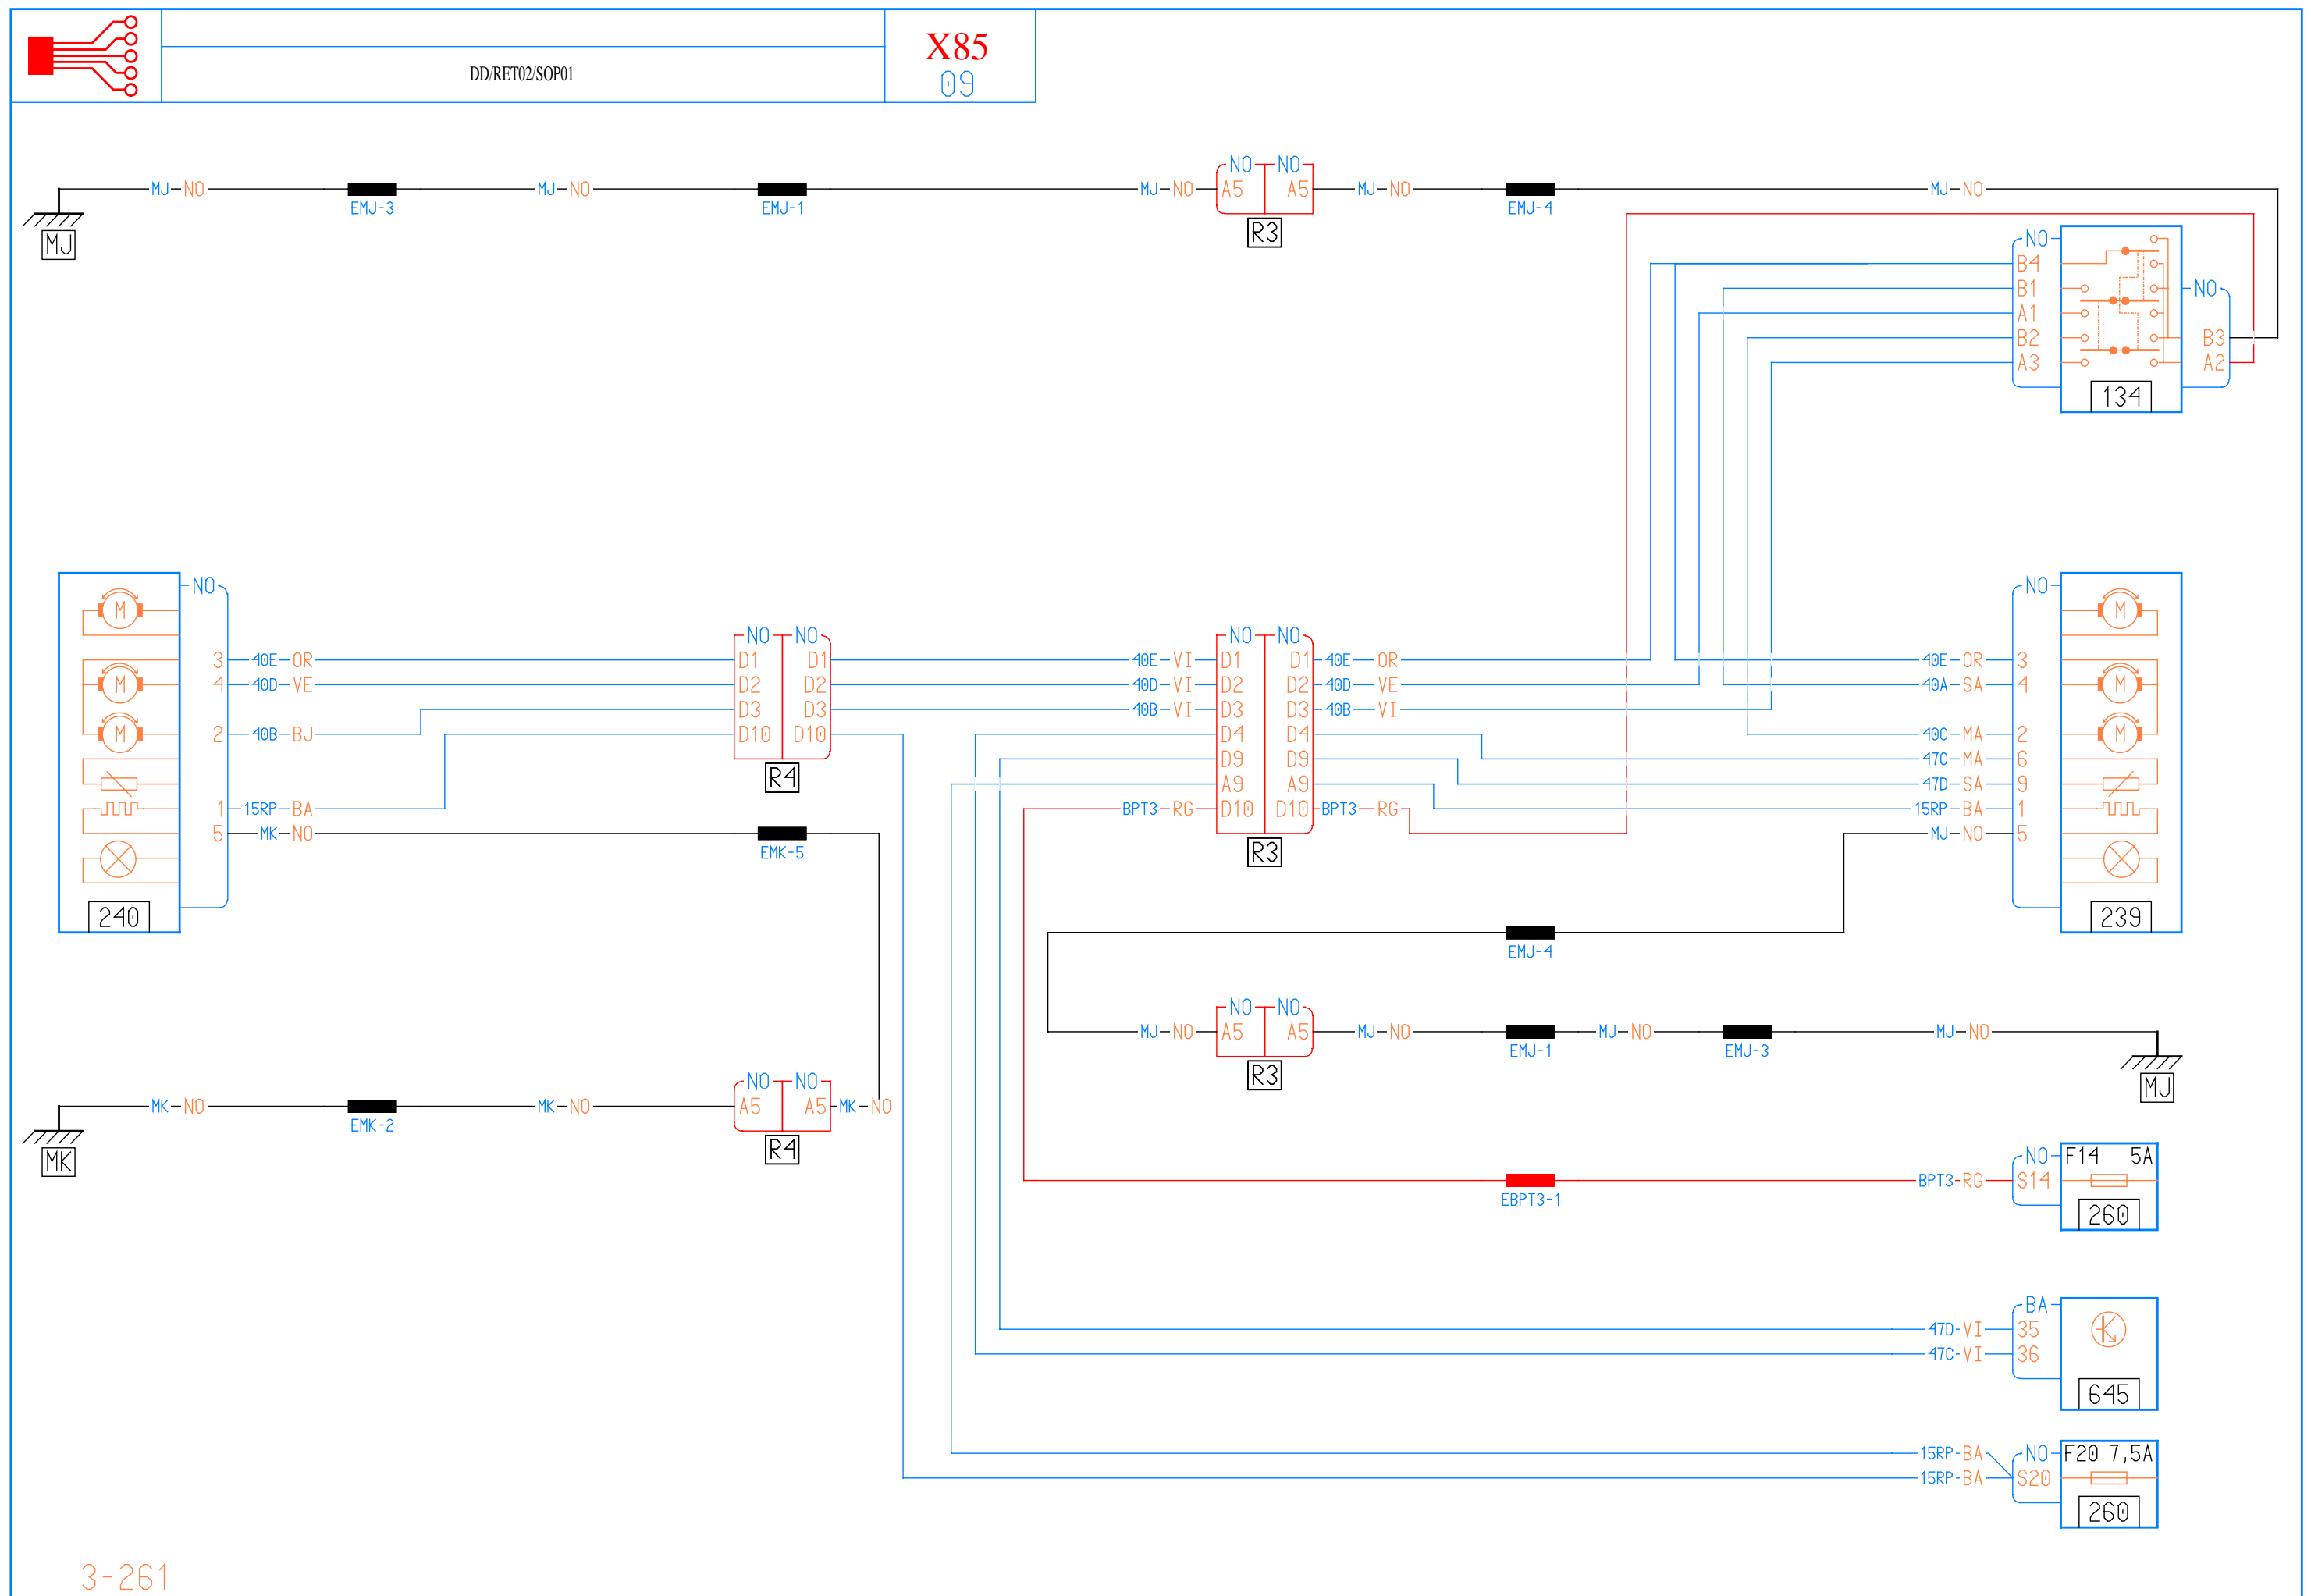 X85
DD/RET02/SOP01
09
NO NO
MJ-NO MJ-NO MJ-NO A5 A5 MJ-NO MJ-NO
EMJ-3 EMJ-1 EMJ-4
MJ R3
NO
B4
B1 NO
A1
B2 B3
A3 A2
134
NO NO
NO NO NO NO
3 40E-OR D1 D1 40E-VI D1 D1 40E-OR 40E-OR 3
4 40D-VE D2 D2 40D-VI D2 D2 40D-VE 40A-SA 4
D3 D3 40B-VI D3 D3 40B-VI
2 40B-BJ D10 D10 D4 D4 40C-MA 2
D9 D9 47C-MA 6
R4 A9 A9 47D-SA 9
1 15RP-BA BPT3-RG D10 D10 BPT3-RG 15RP-BA 1
5 MK-NO MJ-NO 5
EMK-5 R3
M M M M M M
240 239
EMJ-4
NO NO
MJ-NO A5 A5 MJ-NO MJ-NO MJ-NO
EMJ-1 EMJ-3
R3 MJ
NO NO
MK-NO MK-NO A5 A5 MK-NO
EMK-2
MK R4
NO F14 5A
BPT3-RG S14
EBPT3-1
260
BA
47D-VI 35
47C-VI 36
645
15RP-BA NO F20 7,5A
15RP-BA S20
260
3-261